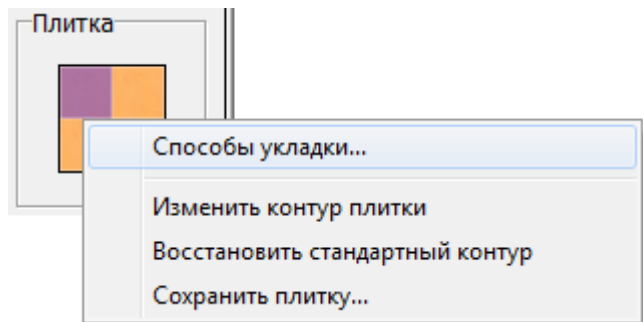 Плитка
Способы укладки...
Изменить контур плитки
Восстановить стандартный контур
Сохранить плитку...